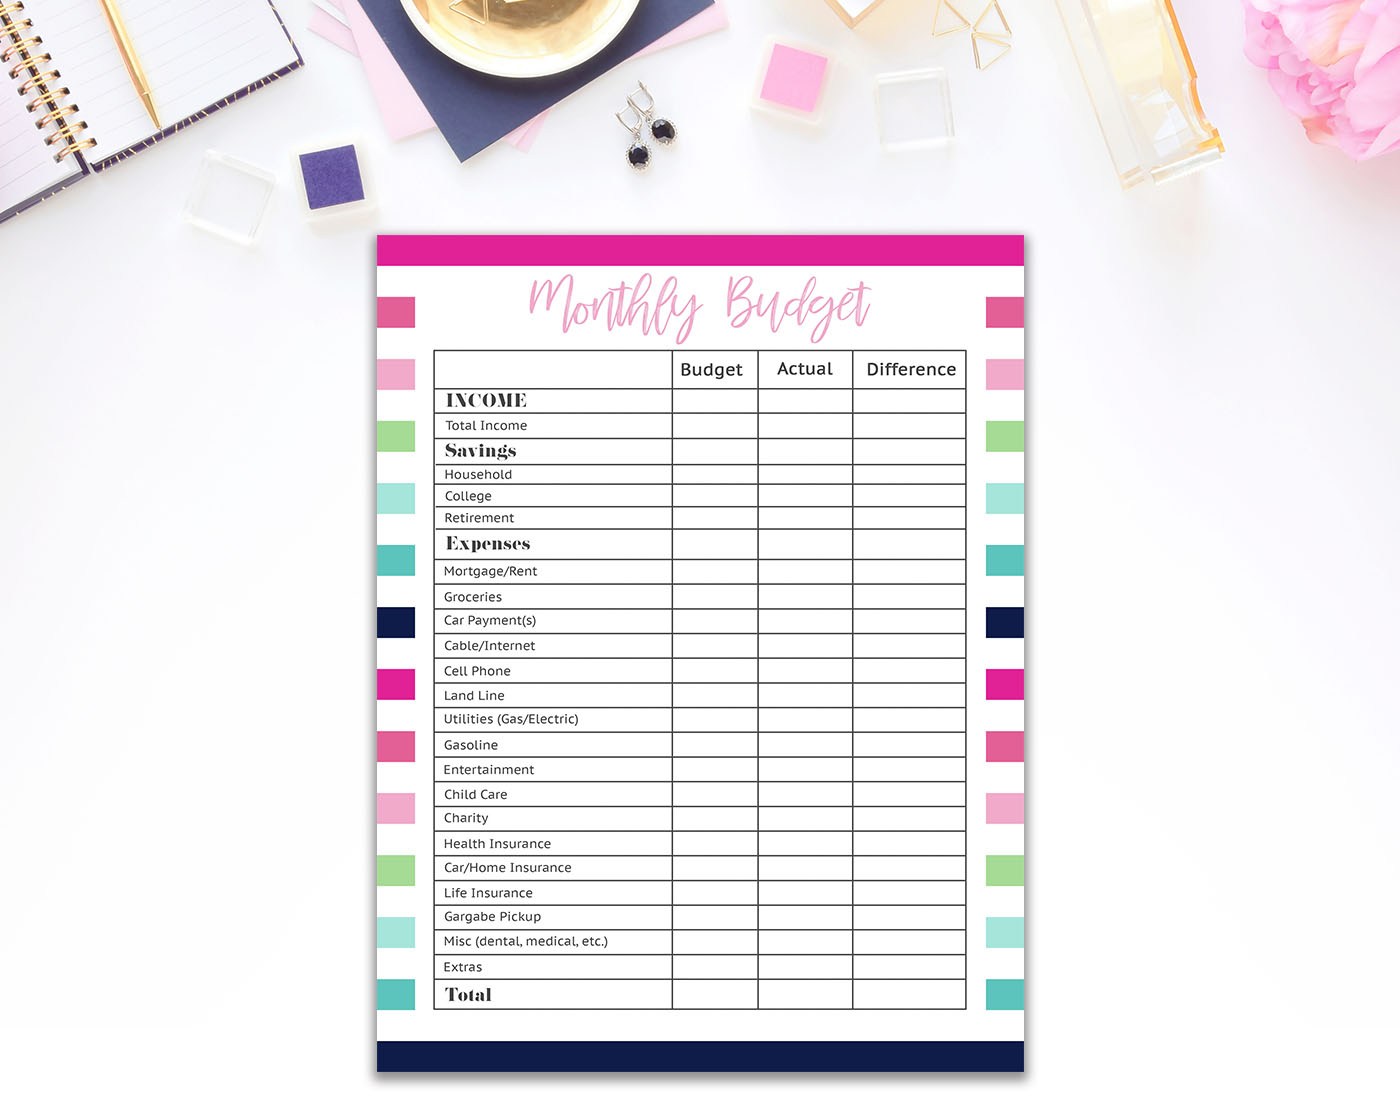 Monthly Budget
Budget Actual Difference
INCOME
Total Income
Savings
Household
College
Retirement
Expenses
Mortgage/Rent
Groceries
Car Payment(s)
Cable/Internet
Cell Phone
Land Line
Utilities (Gas/Electric)
Gasoline
Entertainment
Child Care
Charity
Health Insurance
Car/Home Insurance
Life Insurance
Gargabe Pickup
Misc (dental, medical, etc.)
Extras
Total